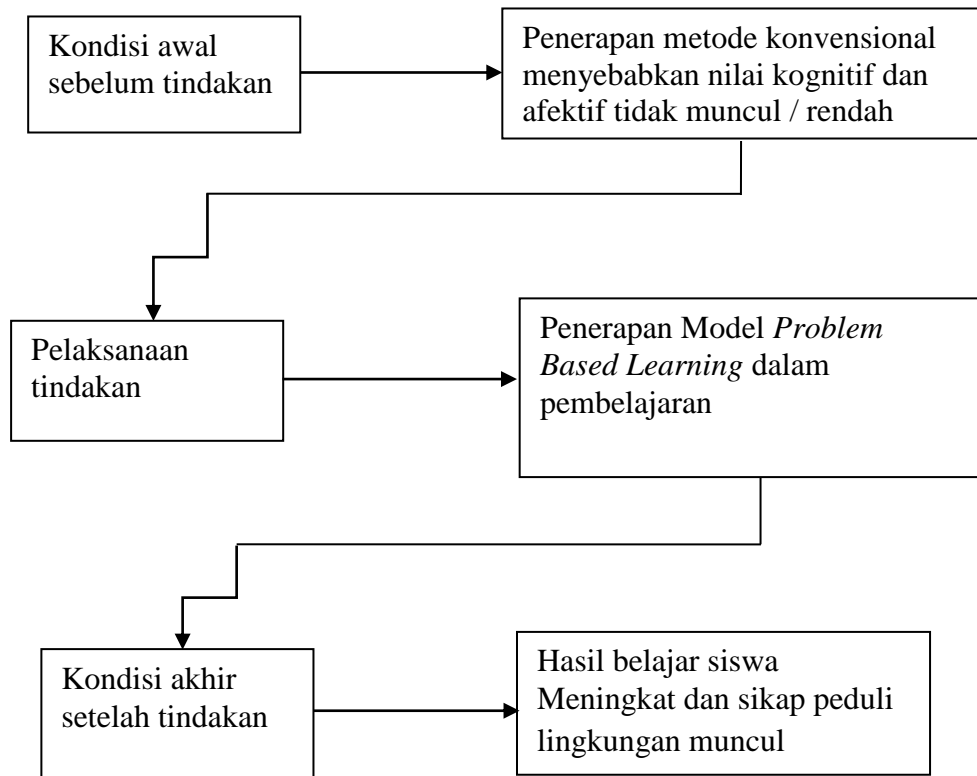 Kondisi awal
sebelum tindakan
Penerapan metode konvensional
menyebabkan nilai kognitif dan
afektif tidak muncul / rendah
Pelaksanaan
tindakan
Penerapan Model Problem
Based Learning dalam
pembelajaran
Kondisi akhir
setelah tindakan
Hasil belajar siswa
Meningkat dan sikap peduli
lingkungan muncul